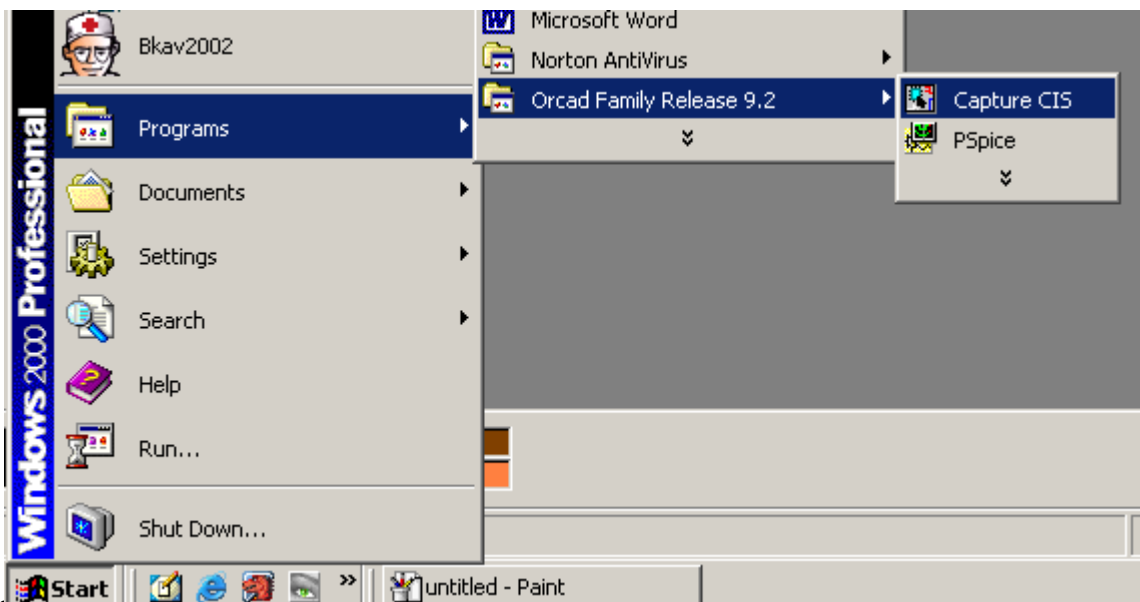 Bkav2002
Programs
Documents
Settings
Search
Help
Run...
Shut Down...
Windows 2000 Professional
Microsoft Word
Norton AntiVirus
Orcad Family Release 9.2
Capture CIS
PSpice
Start
untitled - Paint